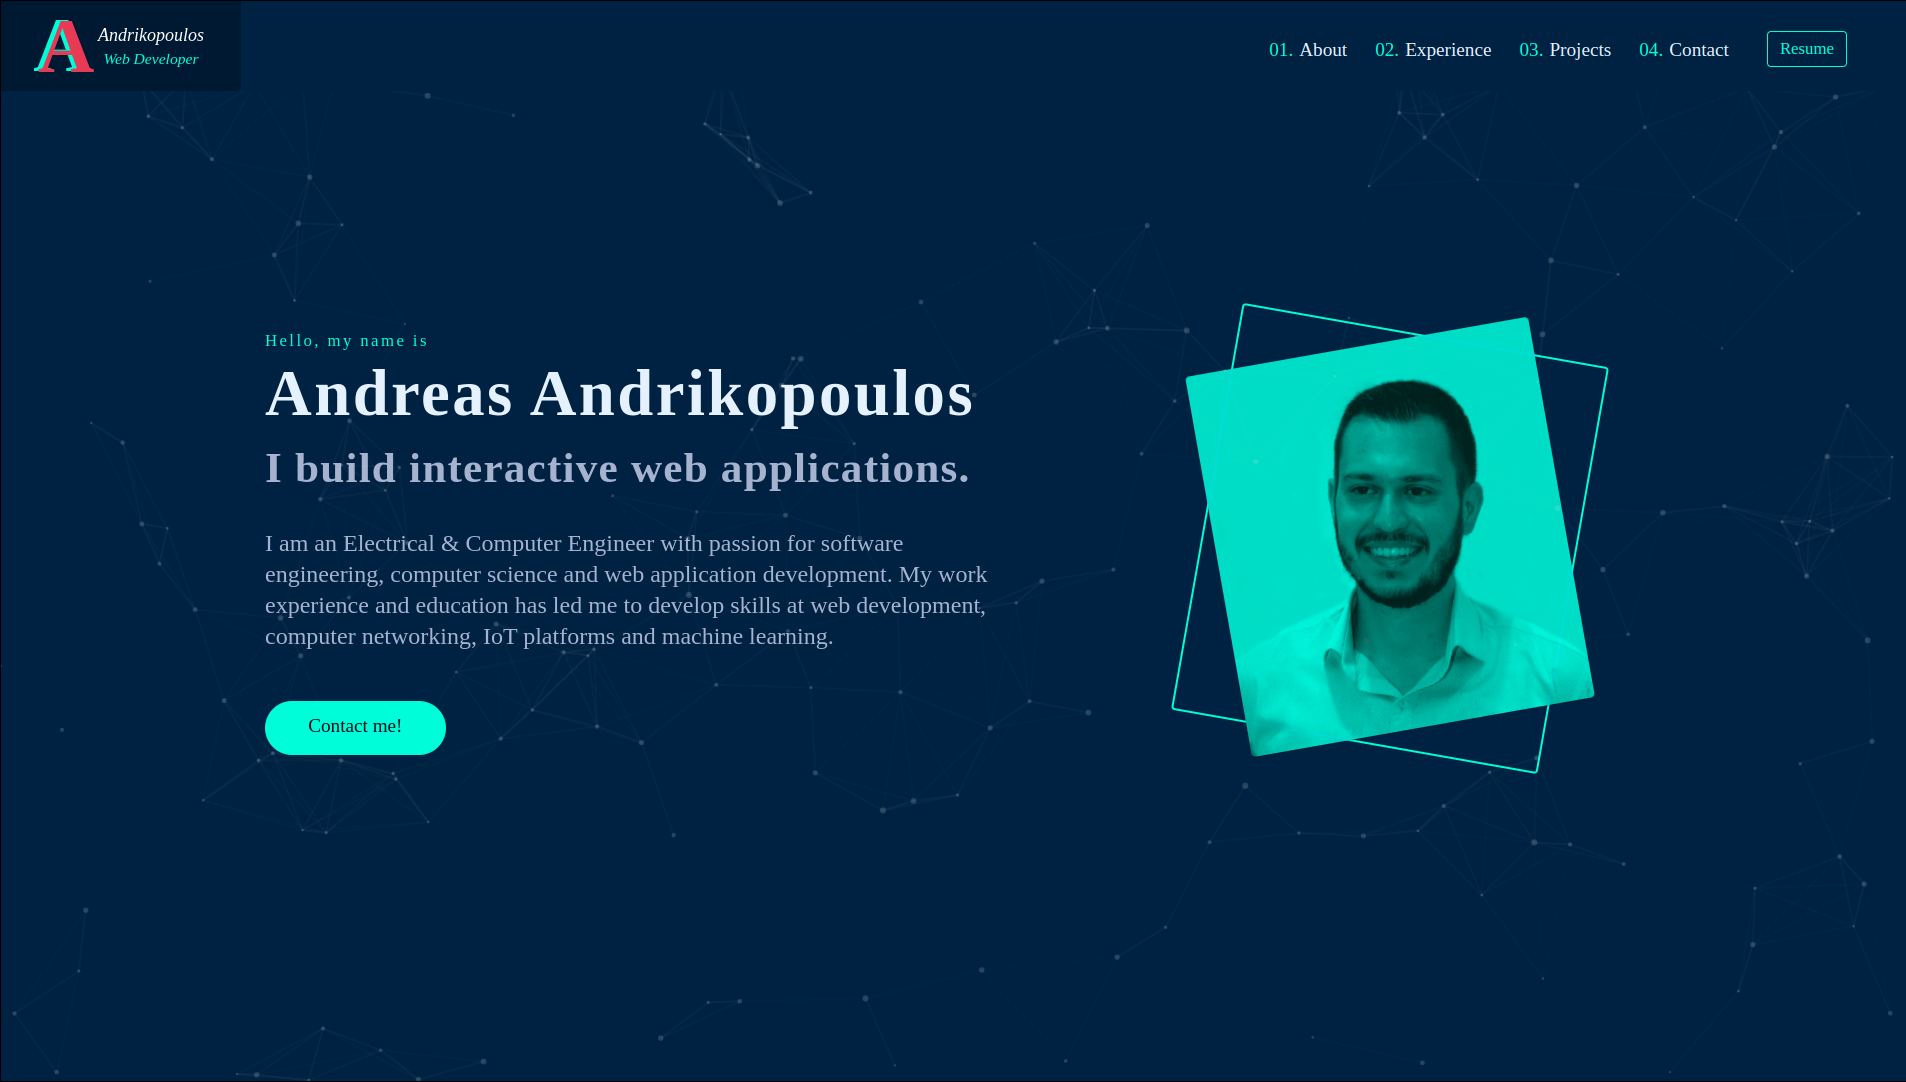 A Andrikopoulos
Web Developer
01. About 02. Experience 03. Projects 04. Contact Resume
Hello, my name is
Andreas Andrikopoulos
I build interactive web applications.
I am an Electrical & Computer Engineer with passion for software
engineering, computer science and web application development. My work
experience and education has led me to develop skills at web development,
computer networking, IoT platforms and machine learning.
Contact me!